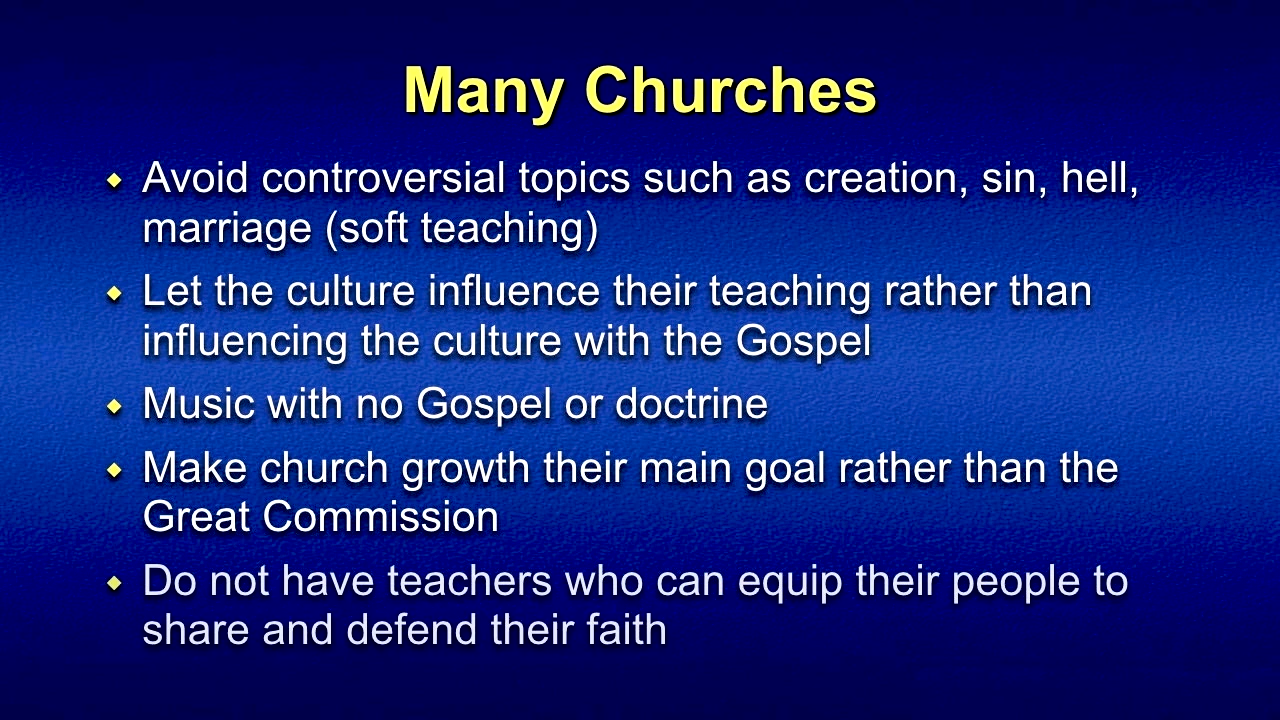 Many Churches
Avoid controversial topics such as creation, sin, hell,
marriage (soft teaching)
Let the culture influence their teaching rather than
influencing the culture with the Gospel
Music with no Gospel or doctrine
Make church growth their main goal rather than the
Great Commission
Do not have teachers who can equip their people to
share and defend their faith